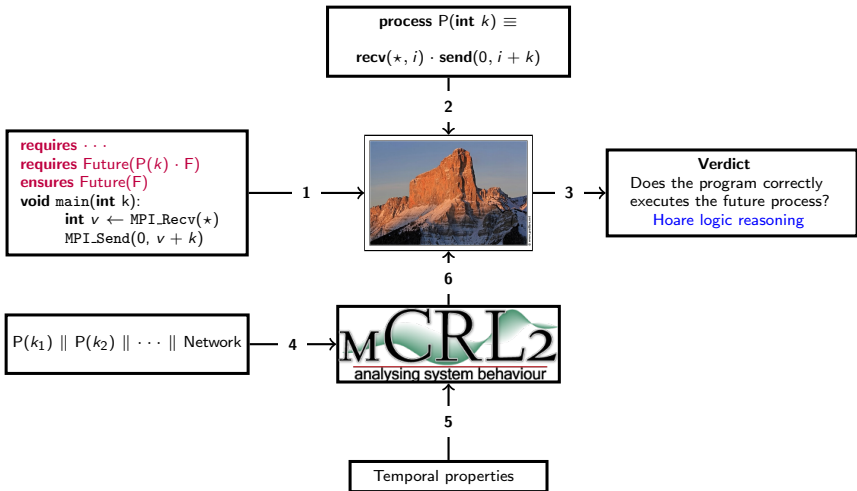 process P(int k) ≡
recv(⋆, i) · send(0, i + k)
2
requires · · ·
requires Future(P(k) · F)
ensures Future(F)
void main(int k):
int v ← MPI_Recv(⋆)
MPI_Send(0, v + k)
1
3
Verdict
Does the program correctly
executes the future process?
Hoare logic reasoning
6
P(k₁) ∥ P(k₂) ∥ · · · ∥ Network
4
mCRL2
analysing system behaviour
5
Temporal properties